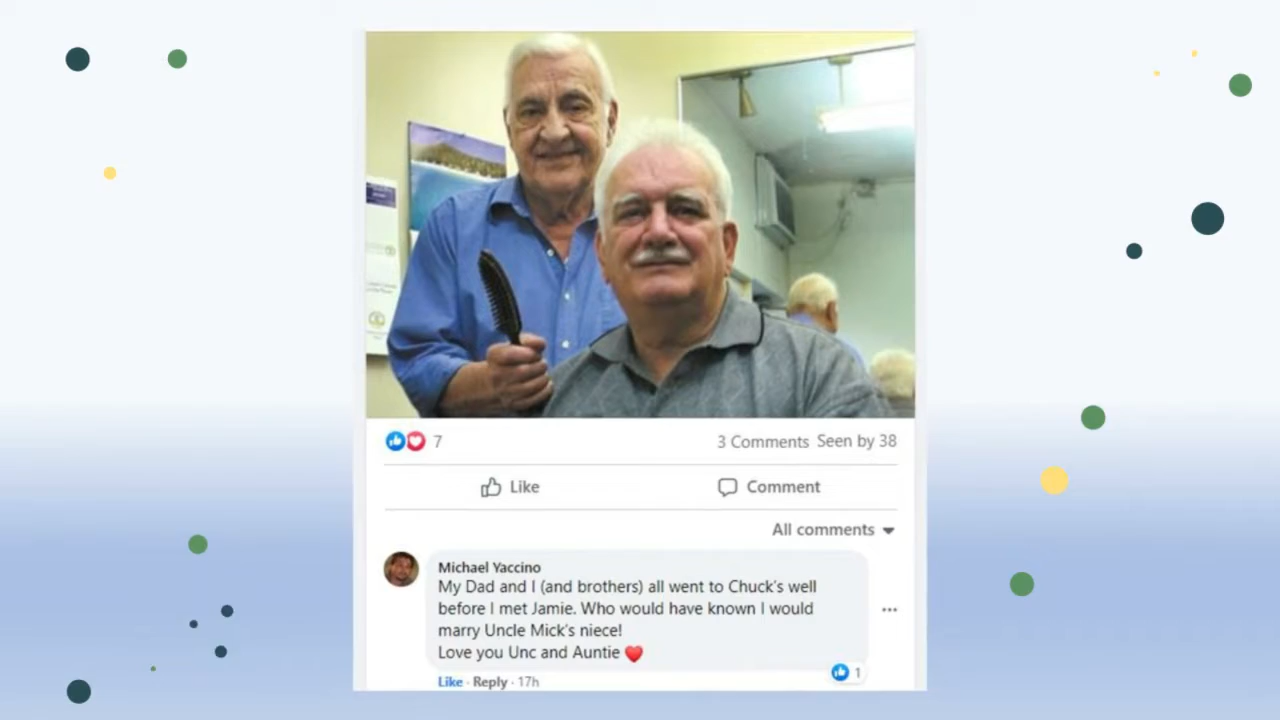 7
3 Comments Seen by 38
Like
Comment
All comments
Michael Yaccino
My Dad and I (and brothers) all went to Chuck's well
before I met Jamie. Who would have known I would
marry Uncle Mick's niece!
Love you Unc and Auntie ❤️
1
Like · Reply · 17h